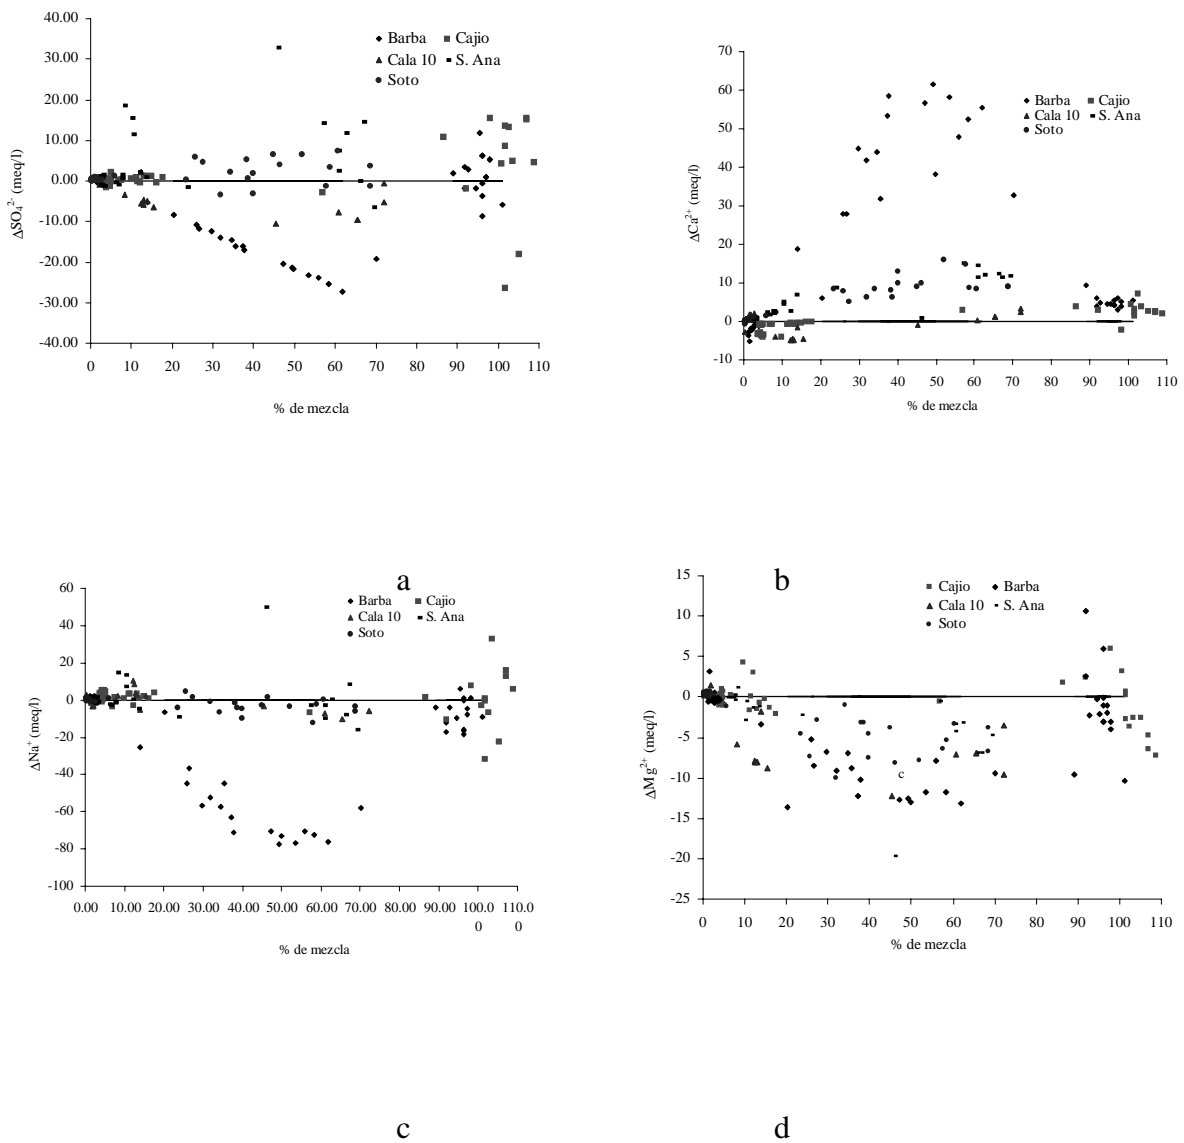 40.00
30.00
20.00
10.00
0.00
-10.00
-20.00
-30.00
-40.00
ΔSO₄²⁻ (meq/l)
Barba Cajio
Cala 10 S. Ana
Soto
0 10 20 30 40 50 60 70 80 90 100 110
% de mezcla
a
70
60
50
40
30
20
10
0
-10
ΔCa²⁺ (meq/l)
Barba Cajio
Cala 10 S. Ana
Soto
0 10 20 30 40 50 60 70 80 90 100 110
% de mezcla
b
60
40
20
0
-20
-40
-60
-80
-100
ΔNa⁺ (meq/l)
Barba Cajio
Cala 10 S. Ana
Soto
0.00 10.00 20.00 30.00 40.00 50.00 60.00 70.00 80.00 90.00 100.0 110.0
0 0
% de mezcla
c
15
10
5
0
-5
-10
-15
-20
-25
ΔMg²⁺ (meq/l)
Cajio Barba
Cala 10 S. Ana
Soto
c
0 10 20 30 40 50 60 70 80 90 100 110
% de mezcla
d